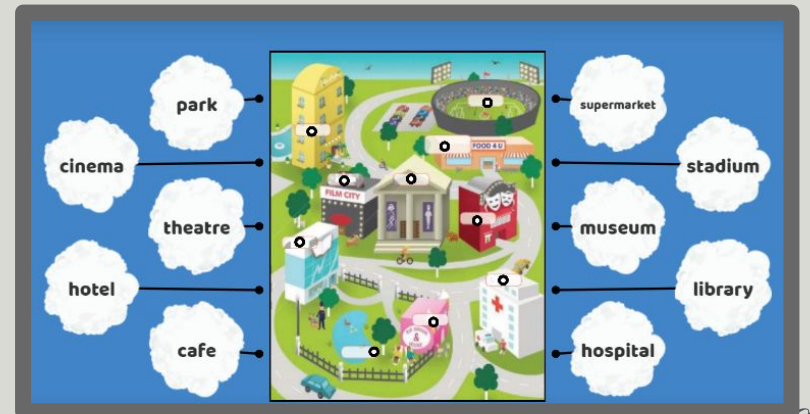 park
cinema
theatre
hotel
cafe
supermarket
stadium
museum
library
hospital
FOOD 4 U
FILM CITY